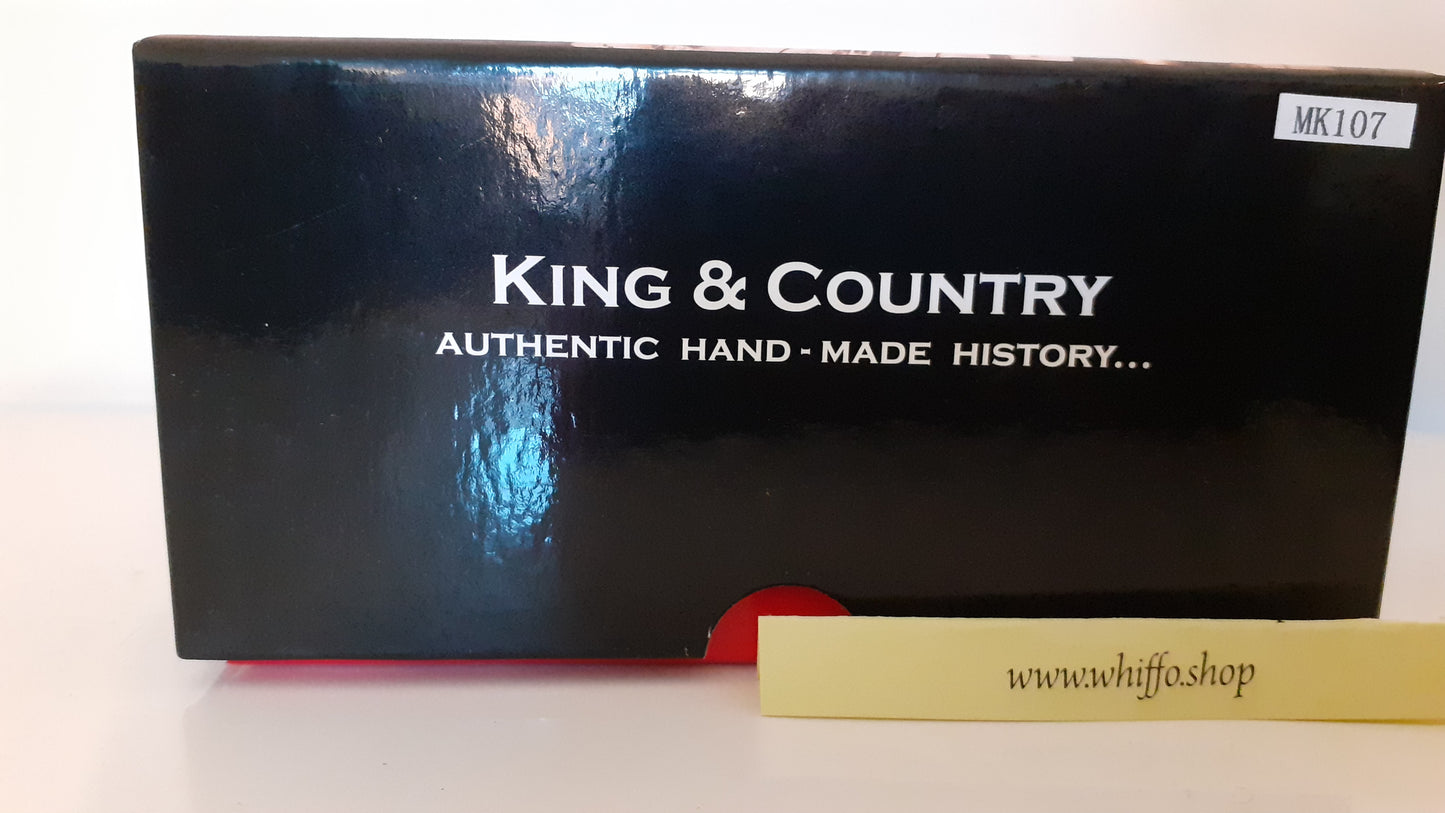 MK107
KING & COUNTRY
AUTHENTIC HAND-MADE HISTORY...
www.whiffo.shop